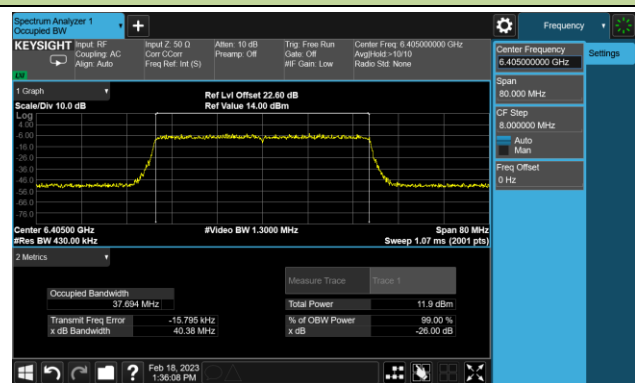 Spectrum Analyzer 1
Occupied BW
Frequency
KEYSIGHT
Input: RF
Coupling: AC
Align: Auto
Input Z: 50 Ω
Corr CCorr
Freq Ref: Int (S)
Atten: 10 dB
Preamp: Off
Trig: Free Run
Gate: Off
#IF Gain: Low
Center Freq: 6.405000000 GHz
Avg|Hold:>10/10
Radio Std: None
LW
Center Frequency
6.405000000 GHz
Settings
Span
80.000 MHz
CF Step
8.000000 MHz
Auto
Man
Freq Offset
0 Hz
1 Graph
Scale/Div 10.0 dB
Ref Lvl Offset 22.60 dB
Ref Value 14.00 dBm
Log
4.00
-6.00
-16.0
-26.0
-36.0
-46.0
-56.0
-66.0
-76.0
Center 6.40500 GHz
#Res BW 430.00 kHz
#Video BW 1.3000 MHz
Span 80 MHz
Sweep 1.07 ms (2001 pts)
2 Metrics
Measure Trace
Trace 1
Occupied Bandwidth
37.694 MHz
Total Power
11.9 dBm
Transmit Freq Error
-15.795 kHz
% of OBW Power
99.00 %
x dB Bandwidth
40.38 MHz
x dB
-26.00 dB
?
Feb 18, 2023
1:36:08 PM